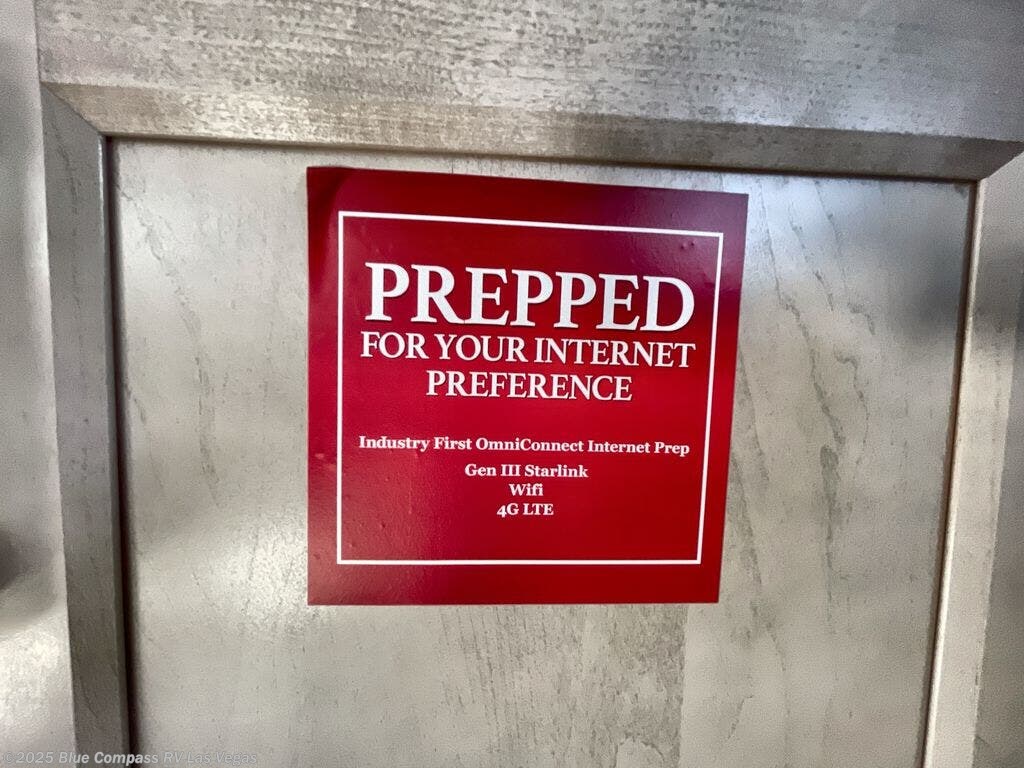 PREPPED
FOR YOUR INTERNET
PREFERENCE
Industry First OmniConnect Internet Prep
Gen III Starlink
Wifi
4G LTE
©2025 Blue Compass RV Las Vegas